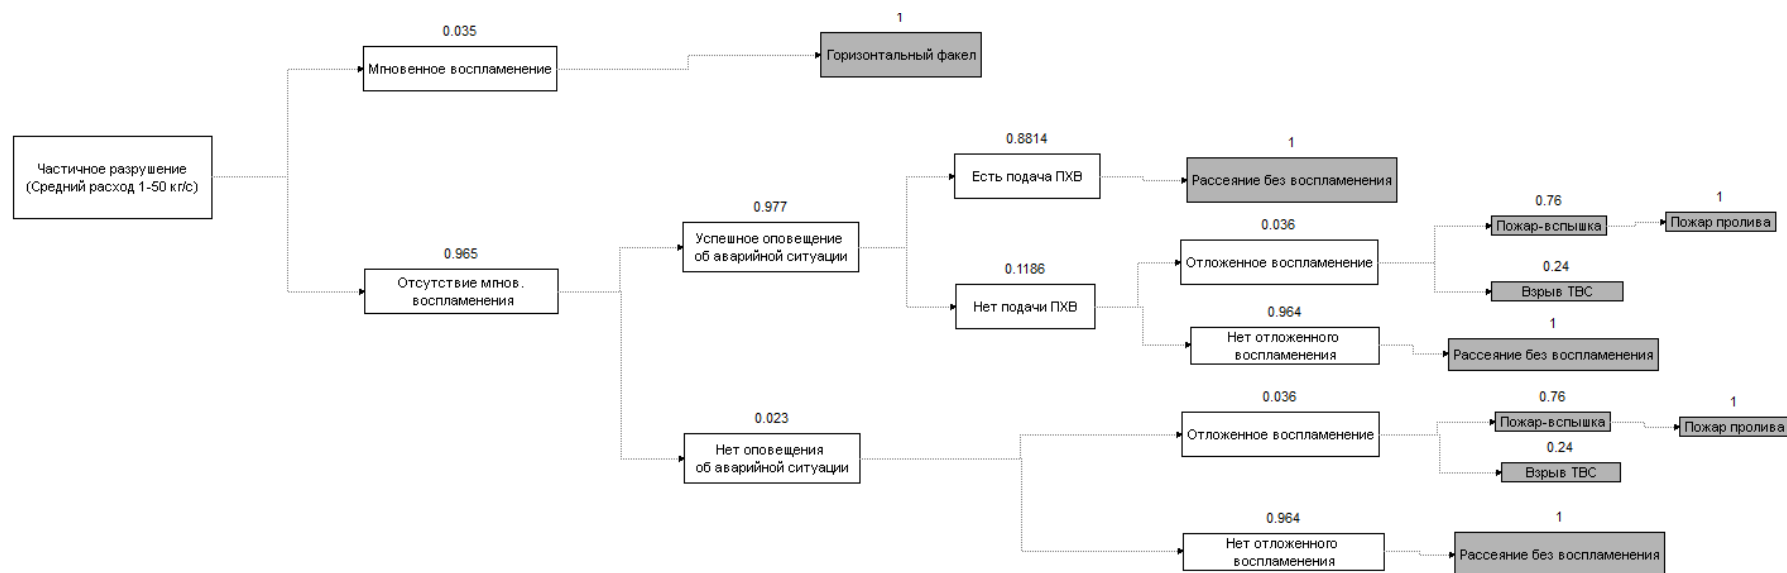 0.035
Мгновенное воспламенение
1
Горизонтальный факел
Частичное разрушение
(Средний расход 1-50 кг/с)
0.965
Отсутствие мгнов.
воспламенения
0.977
Успешное оповещение
об аварийной ситуации
0.8814
Есть подача ПХВ
1
Рассеяние без воспламенения
0.1186
Нет подачи ПХВ
0.036
Отложенное воспламенение
0.76
Пожар-вспышка
1
Пожар пролива
0.24
Взрыв ТВС
0.964
Нет отложенного
воспламенения
1
Рассеяние без воспламенения
0.023
Нет оповещения
об аварийной ситуации
0.036
Отложенное воспламенение
0.76
Пожар-вспышка
1
Пожар пролива
0.24
Взрыв ТВС
0.964
Нет отложенного
воспламенения
1
Рассеяние без воспламенения